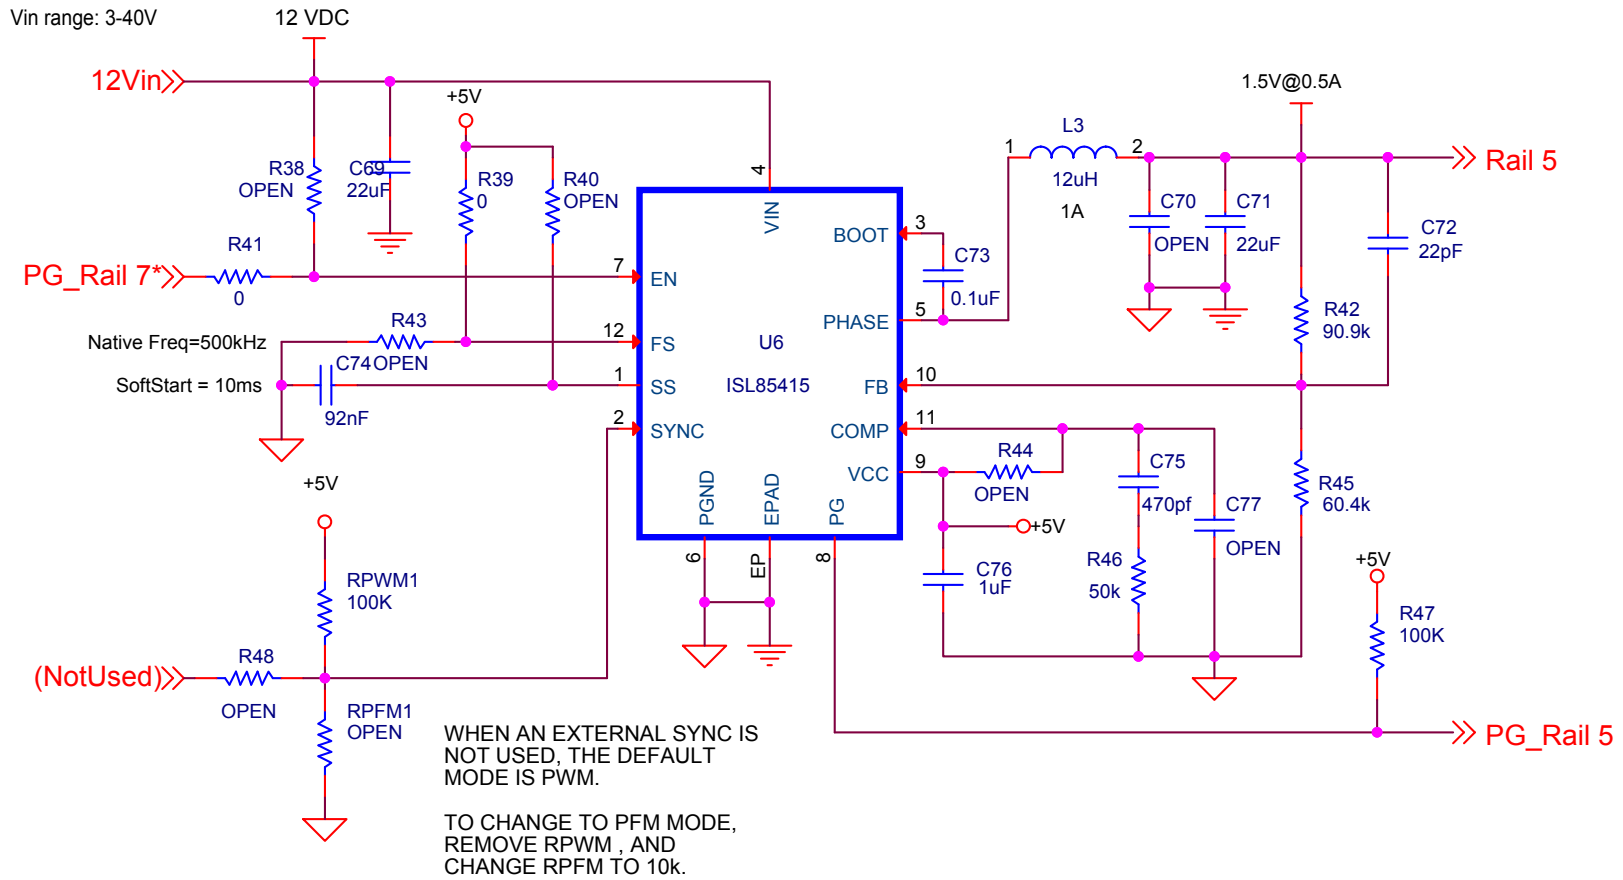 Vin range: 3-40V
12 VDC
12Vin
+5V
1.5V@0.5A
L3
1
2
12uH
1A
Rail 5
R38
OPEN
C69
22uF
R39
0
R40
OPEN
4
VIN
C70
OPEN
C71
22uF
C72
22pF
BOOT
3
C73
0.1uF
R41
0
PG_Rail 7*
7
EN
PHASE
5
R42
90.9k
Native Freq=500kHz
R43
OPEN
12
FS
U6
ISL85415
SoftStart = 10ms
C74
92nF
1
SS
FB
10
2
SYNC
COMP
11
VCC
9
R44
OPEN
C75
470pf
C77
OPEN
R45
60.4k
PGND
EPAD
PG
6
EP
8
+5V
C76
1uF
R46
50k
+5V
R47
100K
+5V
RPWM1
100K
(NotUsed)
R48
OPEN
RPFM1
OPEN
PG_Rail 5
WHEN AN EXTERNAL SYNC IS
NOT USED, THE DEFAULT
MODE IS PWM.
TO CHANGE TO PFM MODE,
REMOVE RPWM , AND
CHANGE RPFM TO 10k.